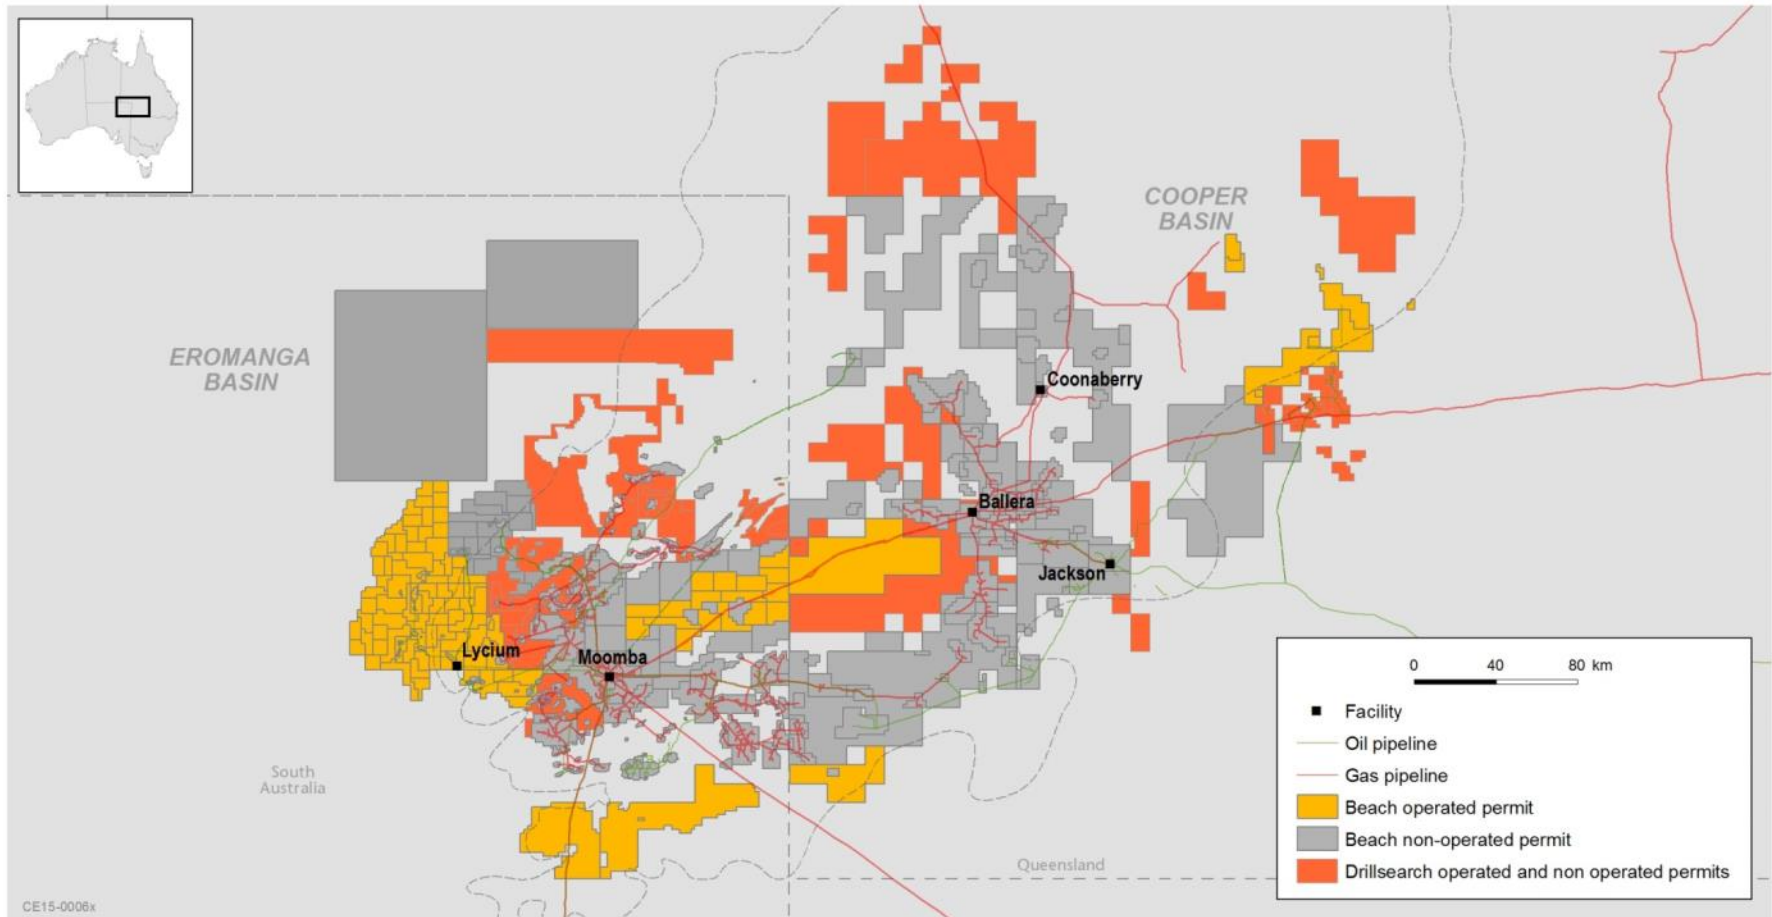 COOPER
BASIN
EROMANGA
BASIN
Coonaberry
Ballera
Jackson
Lycium
Moomba
South
Australia
Queensland
0 40 80 km
Facility
Oil pipeline
Gas pipeline
Beach operated permit
Beach non-operated permit
Drillsearch operated and non operated permits
CE15-0006x